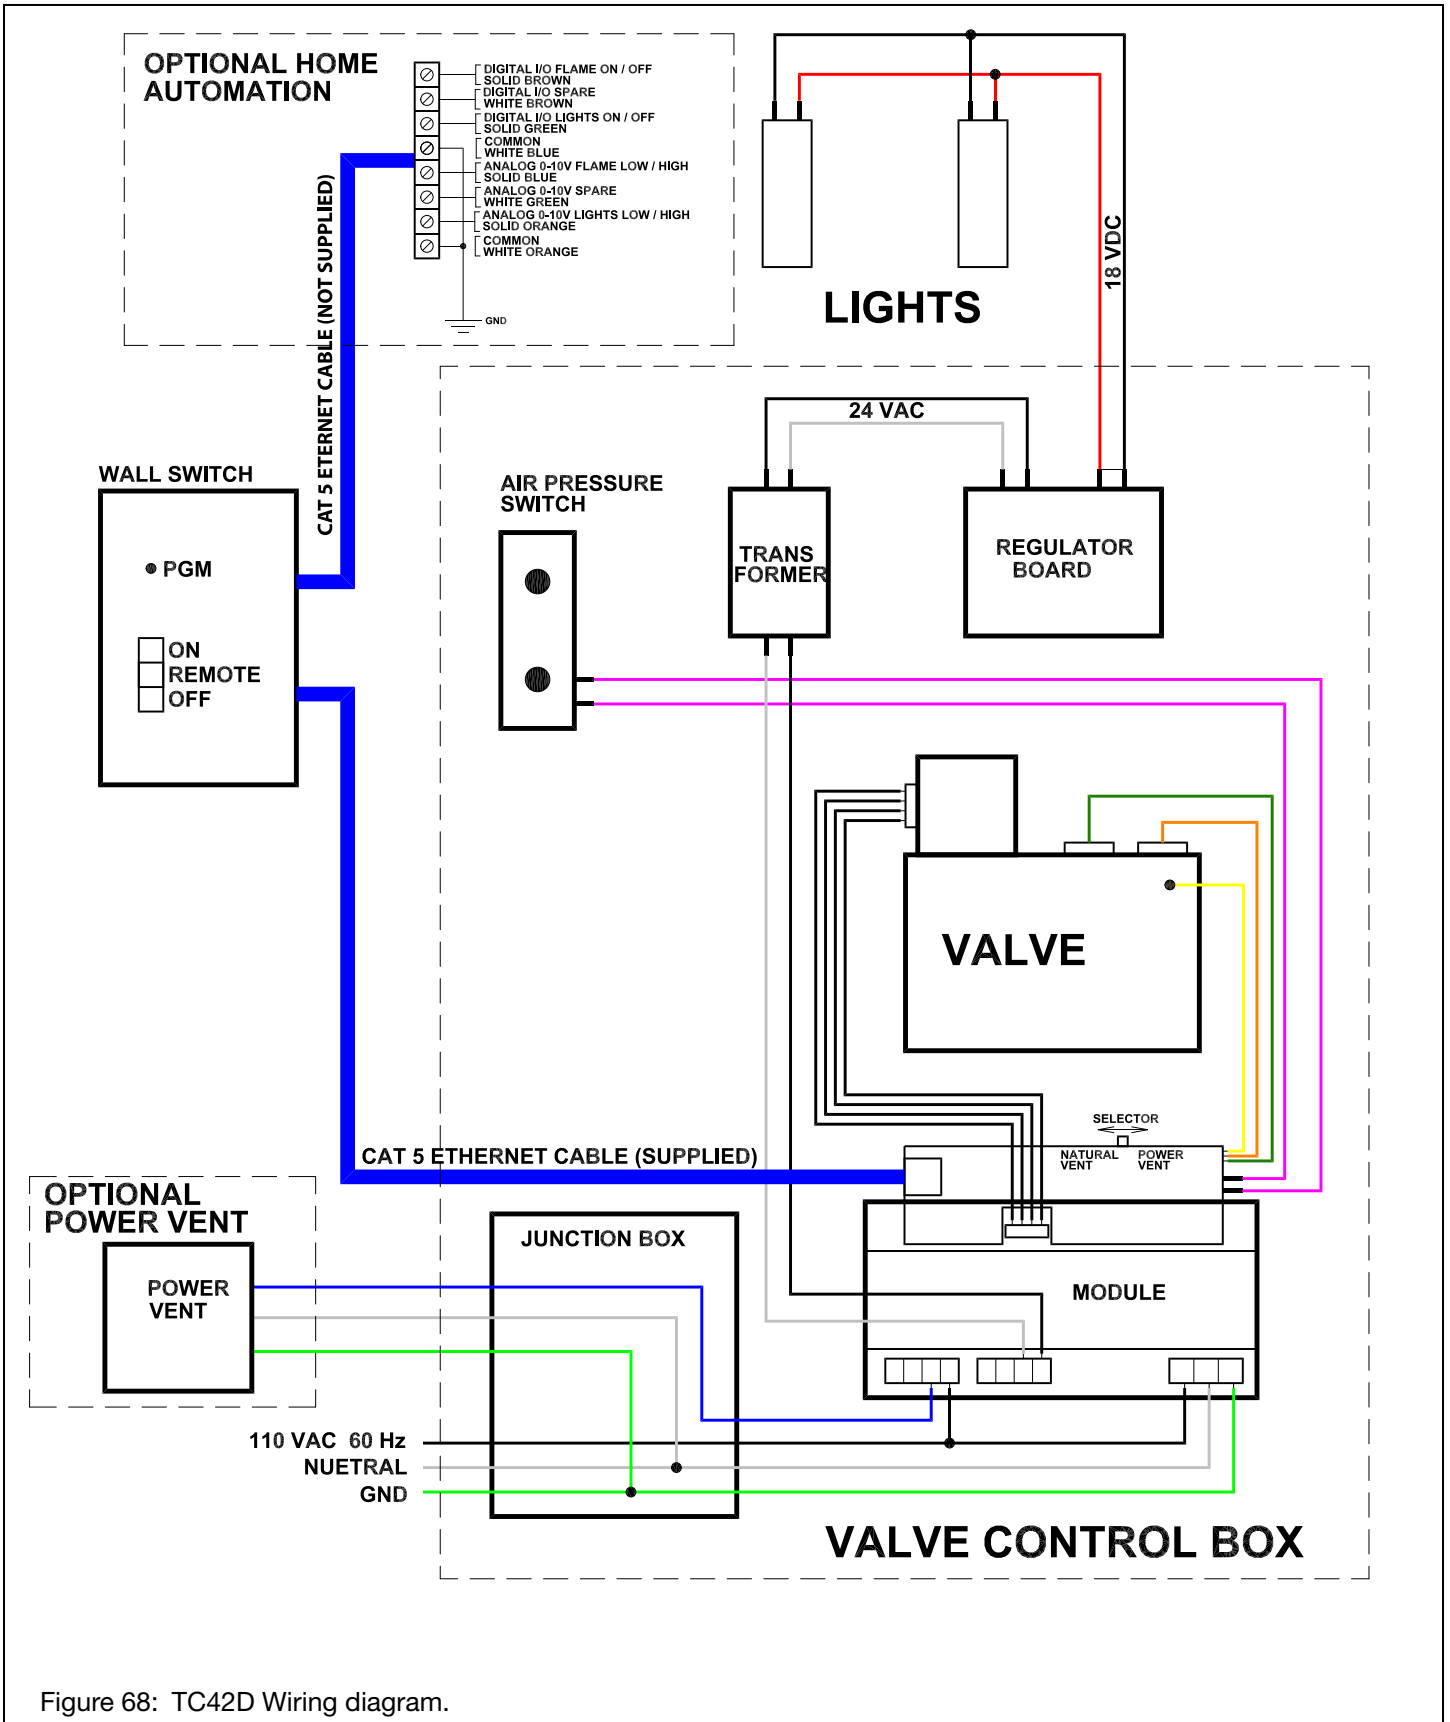 OPTIONAL HOME
AUTOMATION
DIGITAL I/O FLAME ON / OFF
SOLID BROWN
DIGITAL I/O SPARE
WHITE BROWN
DIGITAL I/O LIGHTS ON / OFF
SOLID GREEN
COMMON
WHITE BLUE
ANALOG 0-10V FLAME LOW / HIGH
SOLID BLUE
ANALOG 0-10V SPARE
WHITE GREEN
ANALOG 0-10V LIGHTS LOW / HIGH
SOLID ORANGE
COMMON
WHITE ORANGE
GND
CAT 5 ETERNET CABLE (NOT SUPPLIED)
LIGHTS
18 VDC
24 VAC
WALL SWITCH
PGM
ON
REMOTE
OFF
AIR PRESSURE
SWITCH
TRANS
FORMER
REGULATOR
BOARD
VALVE
SELECTOR
NATURAL
VENT
POWER
VENT
CAT 5 ETHERNET CABLE (SUPPLIED)
OPTIONAL
POWER VENT
POWER
VENT
JUNCTION BOX
MODULE
110 VAC 60 Hz
NUETRAL
GND
VALVE CONTROL BOX
Figure 68: TC42D Wiring diagram.